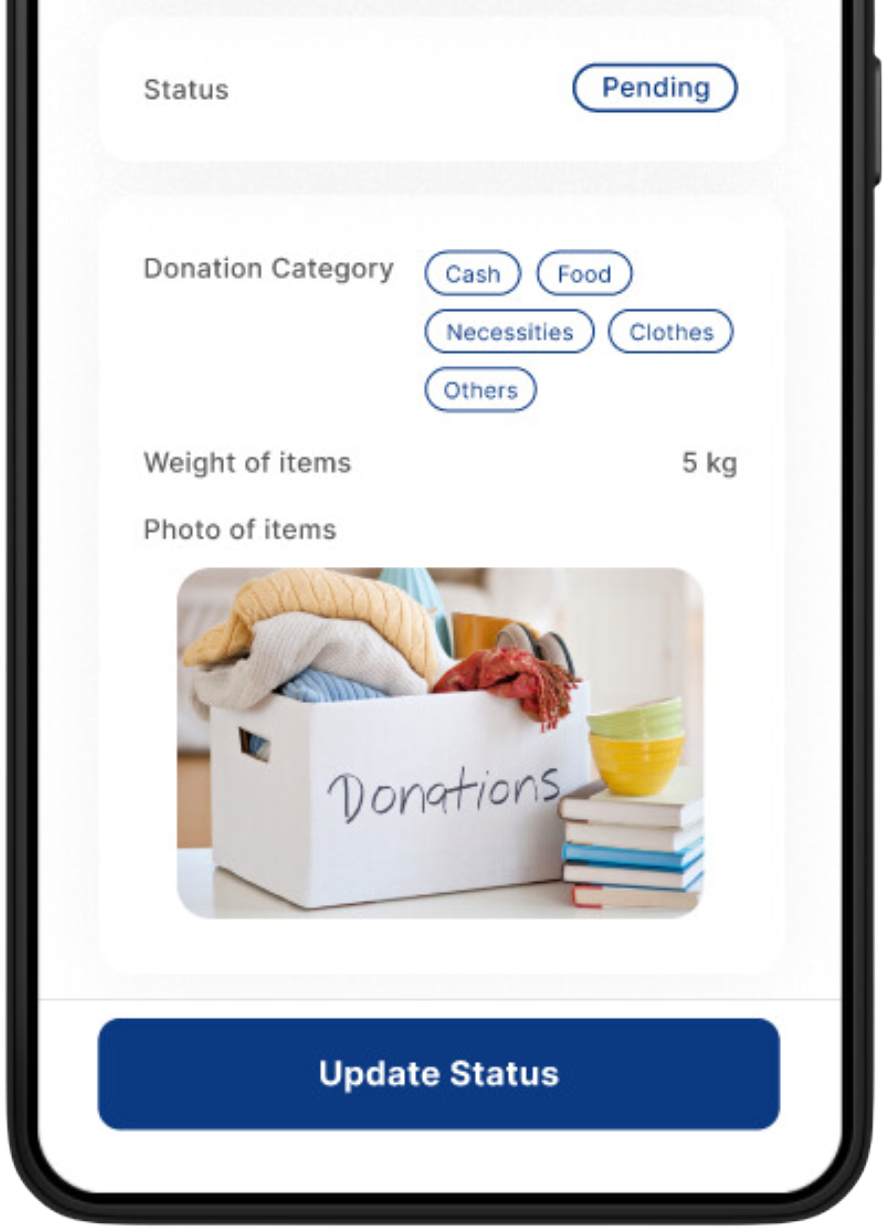 Status Pending
Donation Category Cash Food
Necessities Clothes
Others
Weight of items 5 kg
Photo of items
Donations
Update Status